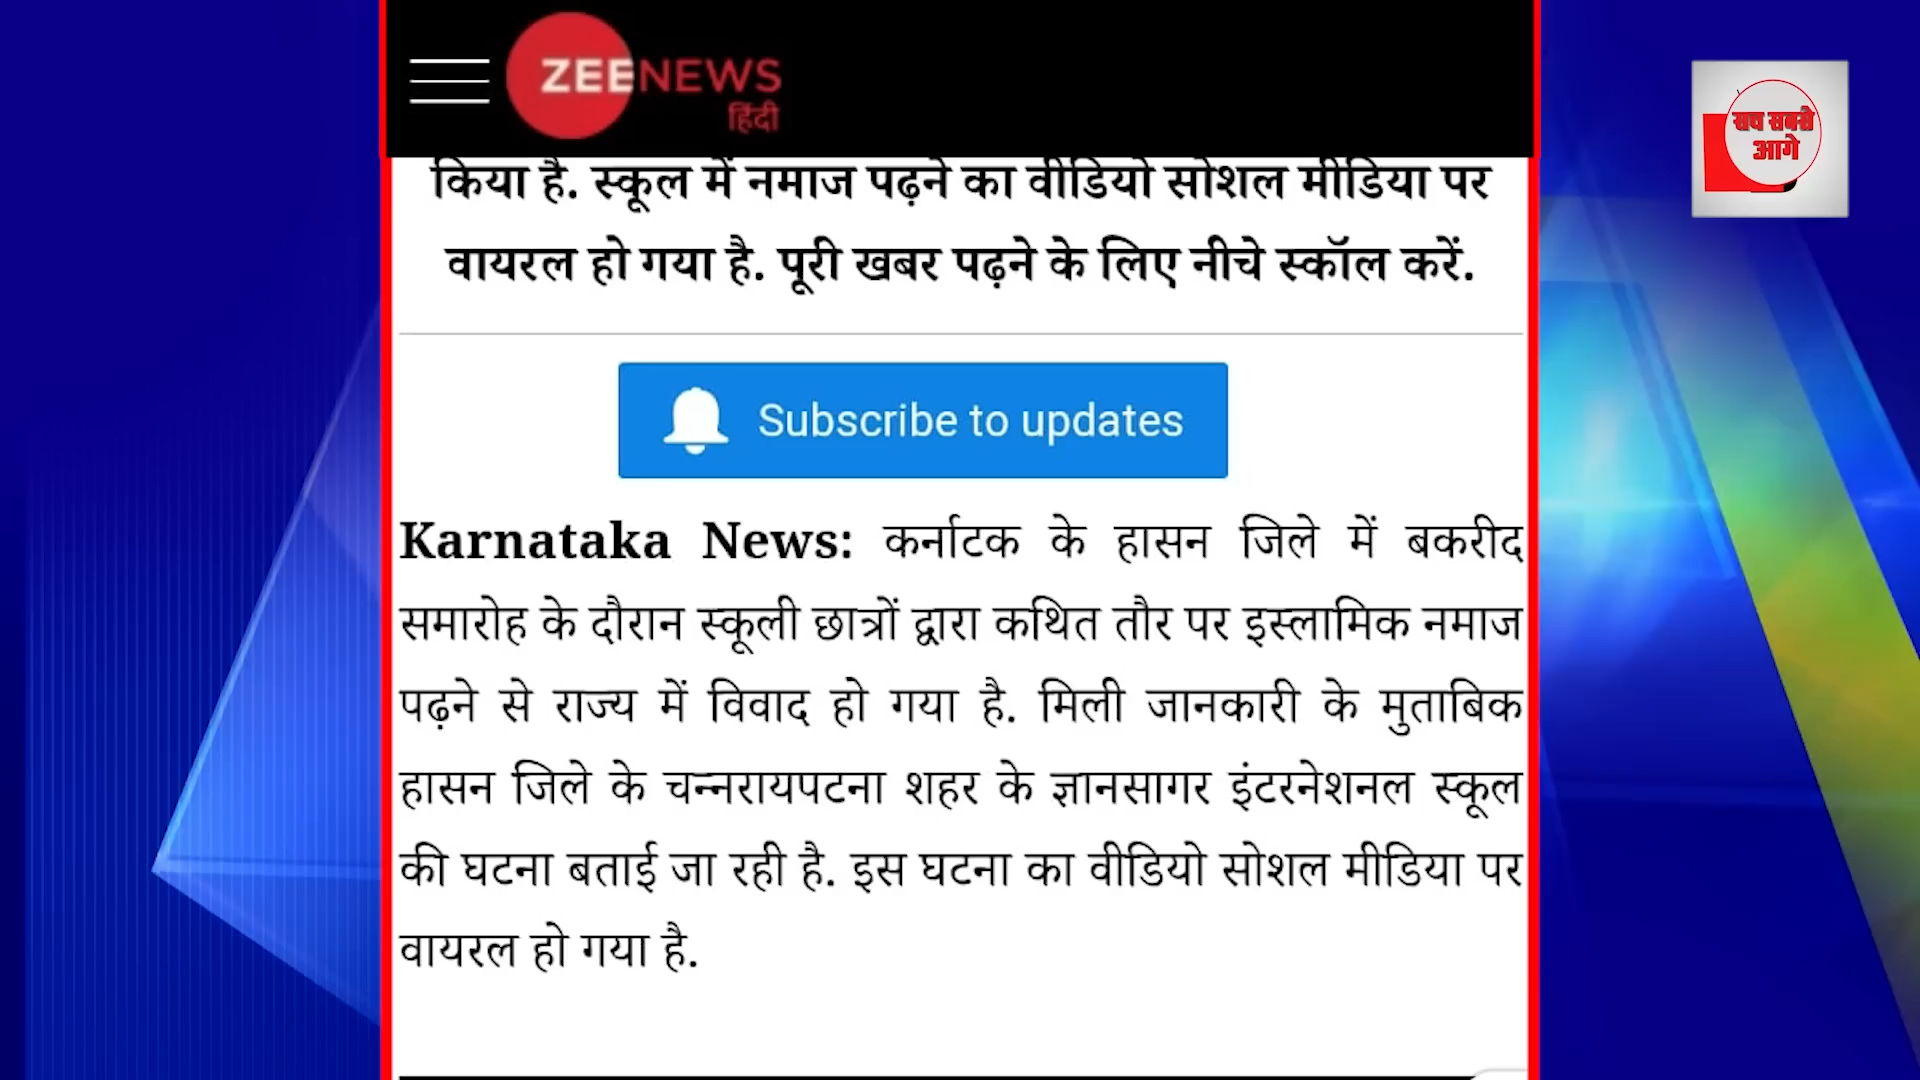 ZEENEWS
हिंदी
सच सबसे
आगे
किया है. स्कूल में नमाज पढ़ने का वीडियो सोशल मीडिया पर
वायरल हो गया है. पूरी खबर पढ़ने के लिए नीचे स्कॉल करें.
Subscribe to updates
Karnataka News: कर्नाटक के हासन जिले में बकरीद
समारोह के दौरान स्कूली छात्रों द्वारा कथित तौर पर इस्लामिक नमाज
पढ़ने से राज्य में विवाद हो गया है. मिली जानकारी के मुताबिक
हासन जिले के चन्नरायपटना शहर के ज्ञानसागर इंटरनेशनल स्कूल
की घटना बताई जा रही है. इस घटना का वीडियो सोशल मीडिया पर
वायरल हो गया है.